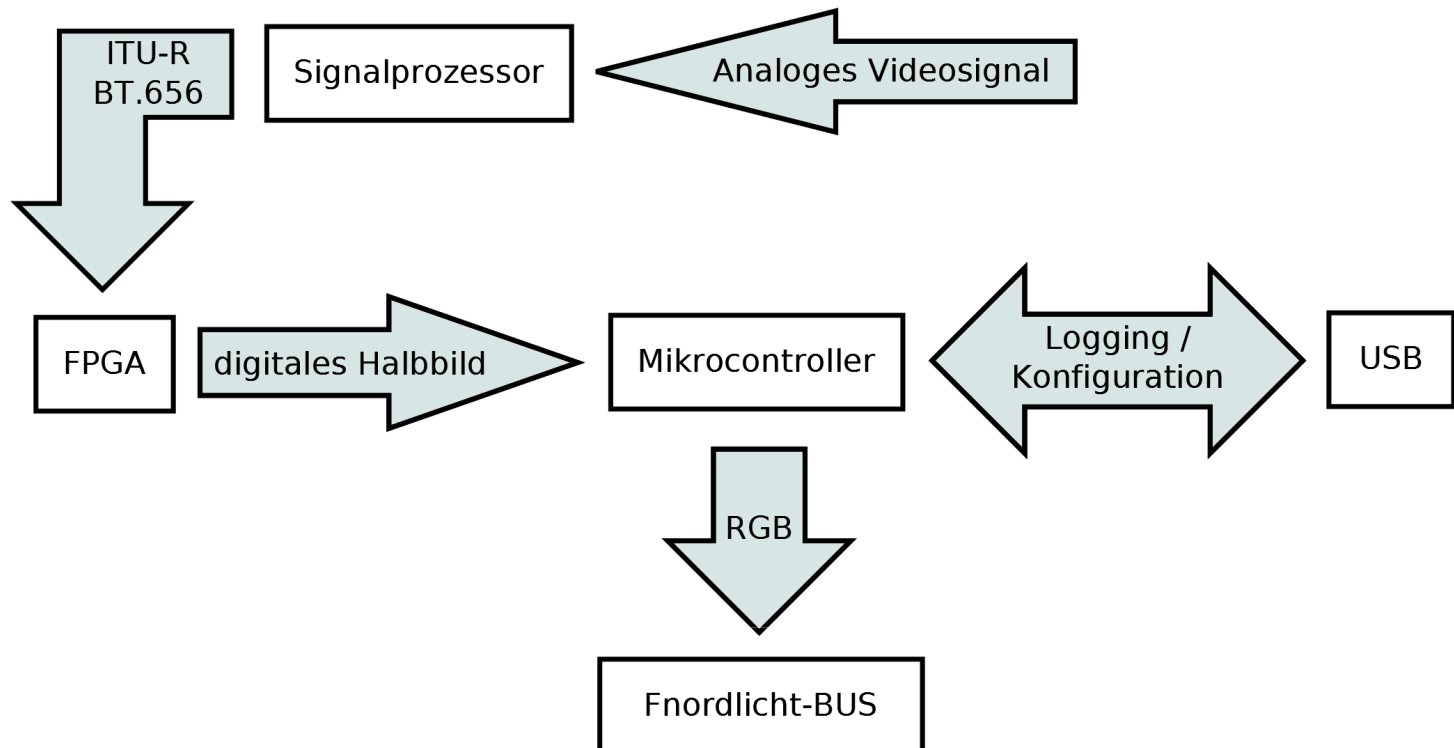 ITU-R
BT.656
Signalprozessor
Analoges Videosignal
FPGA
digitales Halbbild
Mikrocontroller
Logging /
Konfiguration
USB
RGB
Fnordlicht-BUS